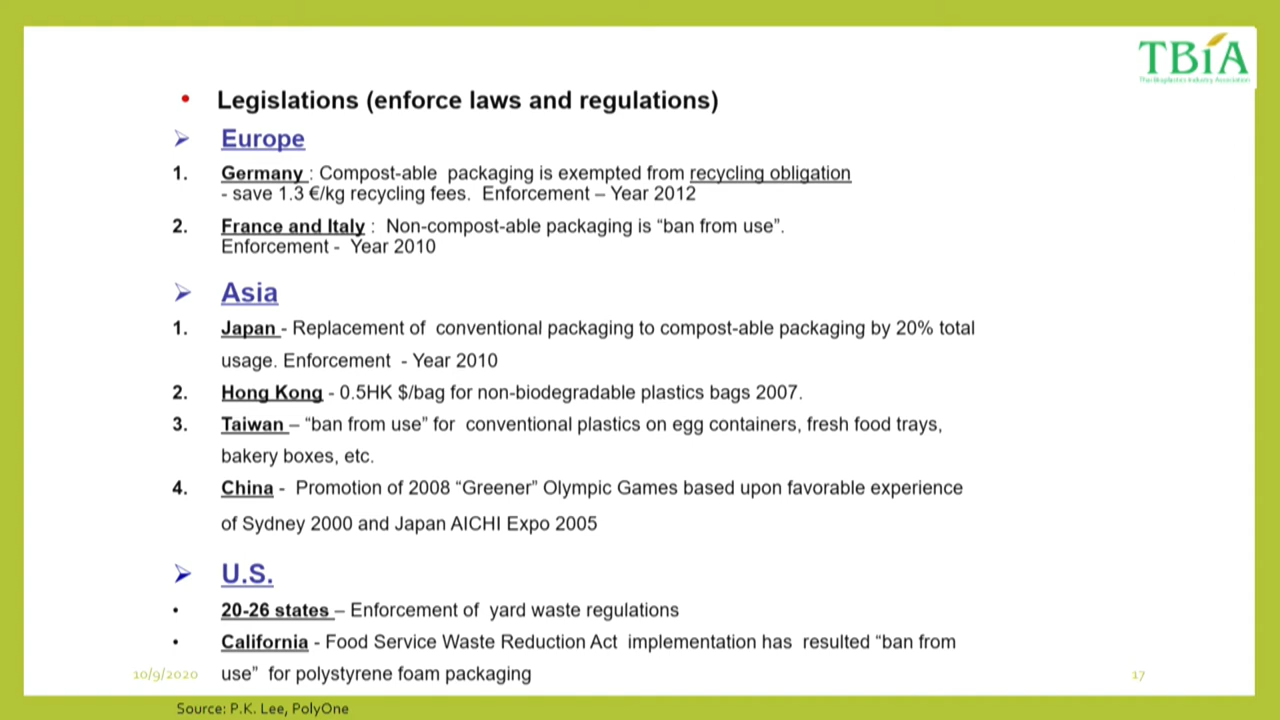 TBiA
Thai Bioplastics Industry Association
• Legislations (enforce laws and regulations)
➢ Europe
1. Germany : Compost-able packaging is exempted from recycling obligation
- save 1.3 €/kg recycling fees. Enforcement – Year 2012
2. France and Italy : Non-compost-able packaging is “ban from use”.
Enforcement - Year 2010
➢ Asia
1. Japan - Replacement of conventional packaging to compost-able packaging by 20% total
usage. Enforcement - Year 2010
2. Hong Kong - 0.5HK $/bag for non-biodegradable plastics bags 2007.
3. Taiwan – “ban from use” for conventional plastics on egg containers, fresh food trays,
bakery boxes, etc.
4. China - Promotion of 2008 “Greener” Olympic Games based upon favorable experience
of Sydney 2000 and Japan AICHI Expo 2005
➢ U.S.
• 20-26 states – Enforcement of yard waste regulations
• California - Food Service Waste Reduction Act implementation has resulted “ban from
use” for polystyrene foam packaging
10/9/2020
17
Source: P.K. Lee, PolyOne